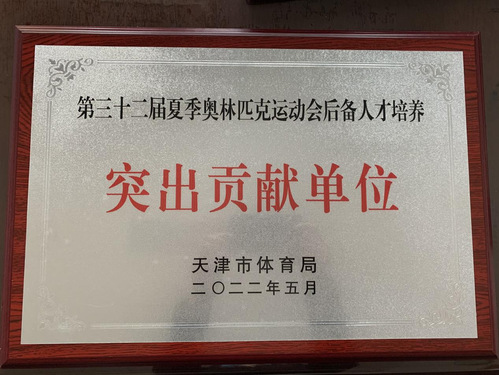 第三十二届夏季奥林匹克运动会后备人才培养
突出贡献单位
天津市体育局
二〇二二年五月